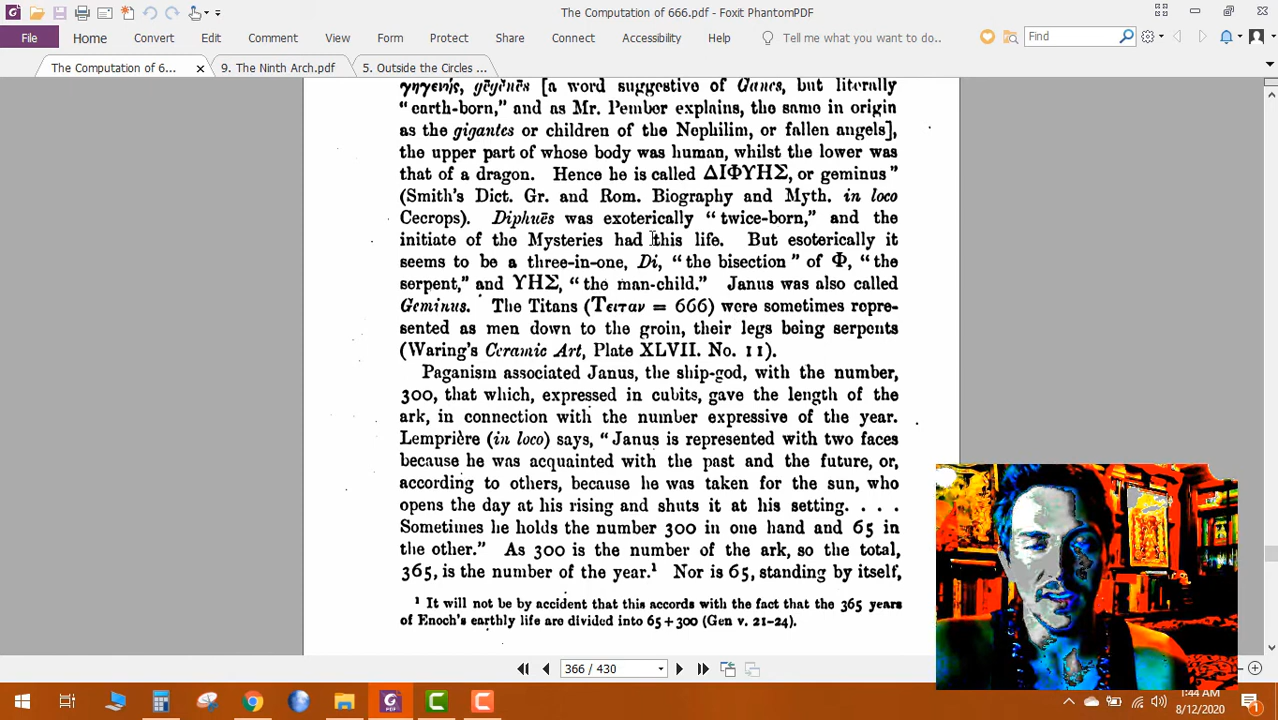 The Computation of 666.pdf - Foxit PhantomPDF
File Home Convert Edit Comment View Form Protect Share Connect Accessibility Help Tell me what you want to do.. Find
The Computation of 6... 9. The Ninth Arch.pdf 5. Outside the Circles ...
γηγενής, gēgĕnēs [a word suggestive of Ganes, but literally
“earth-born,” and as Mr. Pember explains, the same in origin
as the gigantes or children of the Nephilim, or fallen angels],
the upper part of whose body was human, whilst the lower was
that of a dragon. Hence he is called ΔΙΦΥΗΣ, or geminus”
(Smith's Dict. Gr. and Rom. Biography and Myth. in loco
Cecrops). Diphuēs was exoterically “twice-born,” and the
initiate of the Mysteries had this life. But esoterically it
seems to be a three-in-one, Di, “the bisection” of Φ, “the
serpent,” and ΥΗΣ, “the man-child.” Janus was also called
Geminus. The Titans (Τειταν = 666) were sometimes repre-
sented as men down to the groin, their legs being serpents
(Waring's Ceramic Art, Plate XLVII. No. 11).
Paganism associated Janus, the ship-god, with the number,
300, that which, expressed in cubits, gave the length of the
ark, in connection with the number expressive of the year.
Lemprière (in loco) says, “Janus is represented with two faces
because he was acquainted with the past and the future, or,
according to others, because he was taken for the sun, who
opens the day at his rising and shuts it at his setting. . . .
Sometimes he holds the number 300 in one hand and 65 in
the other.” As 300 is the number of the ark, so the total,
365, is the number of the year.¹ Nor is 65, standing by itself,
¹ It will not be by accident that this accords with the fact that the 365 years
of Enoch's earthly life are divided into 65 + 300 (Gen v. 21-24).
366 / 430
1:44 AM
8/12/2020